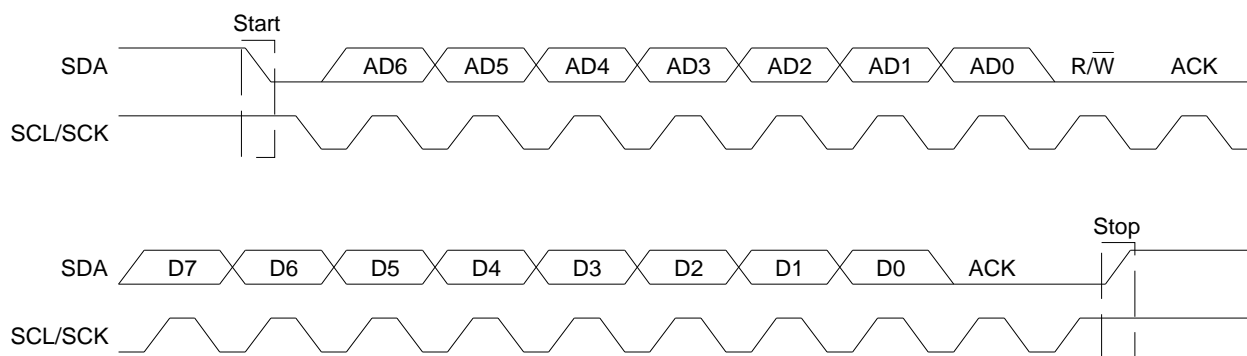 Start
SDA AD6 AD5 AD4 AD3 AD2 AD1 AD0 R/W̅ ACK
SCL/SCK
Stop
SDA D7 D6 D5 D4 D3 D2 D1 D0 ACK
SCL/SCK